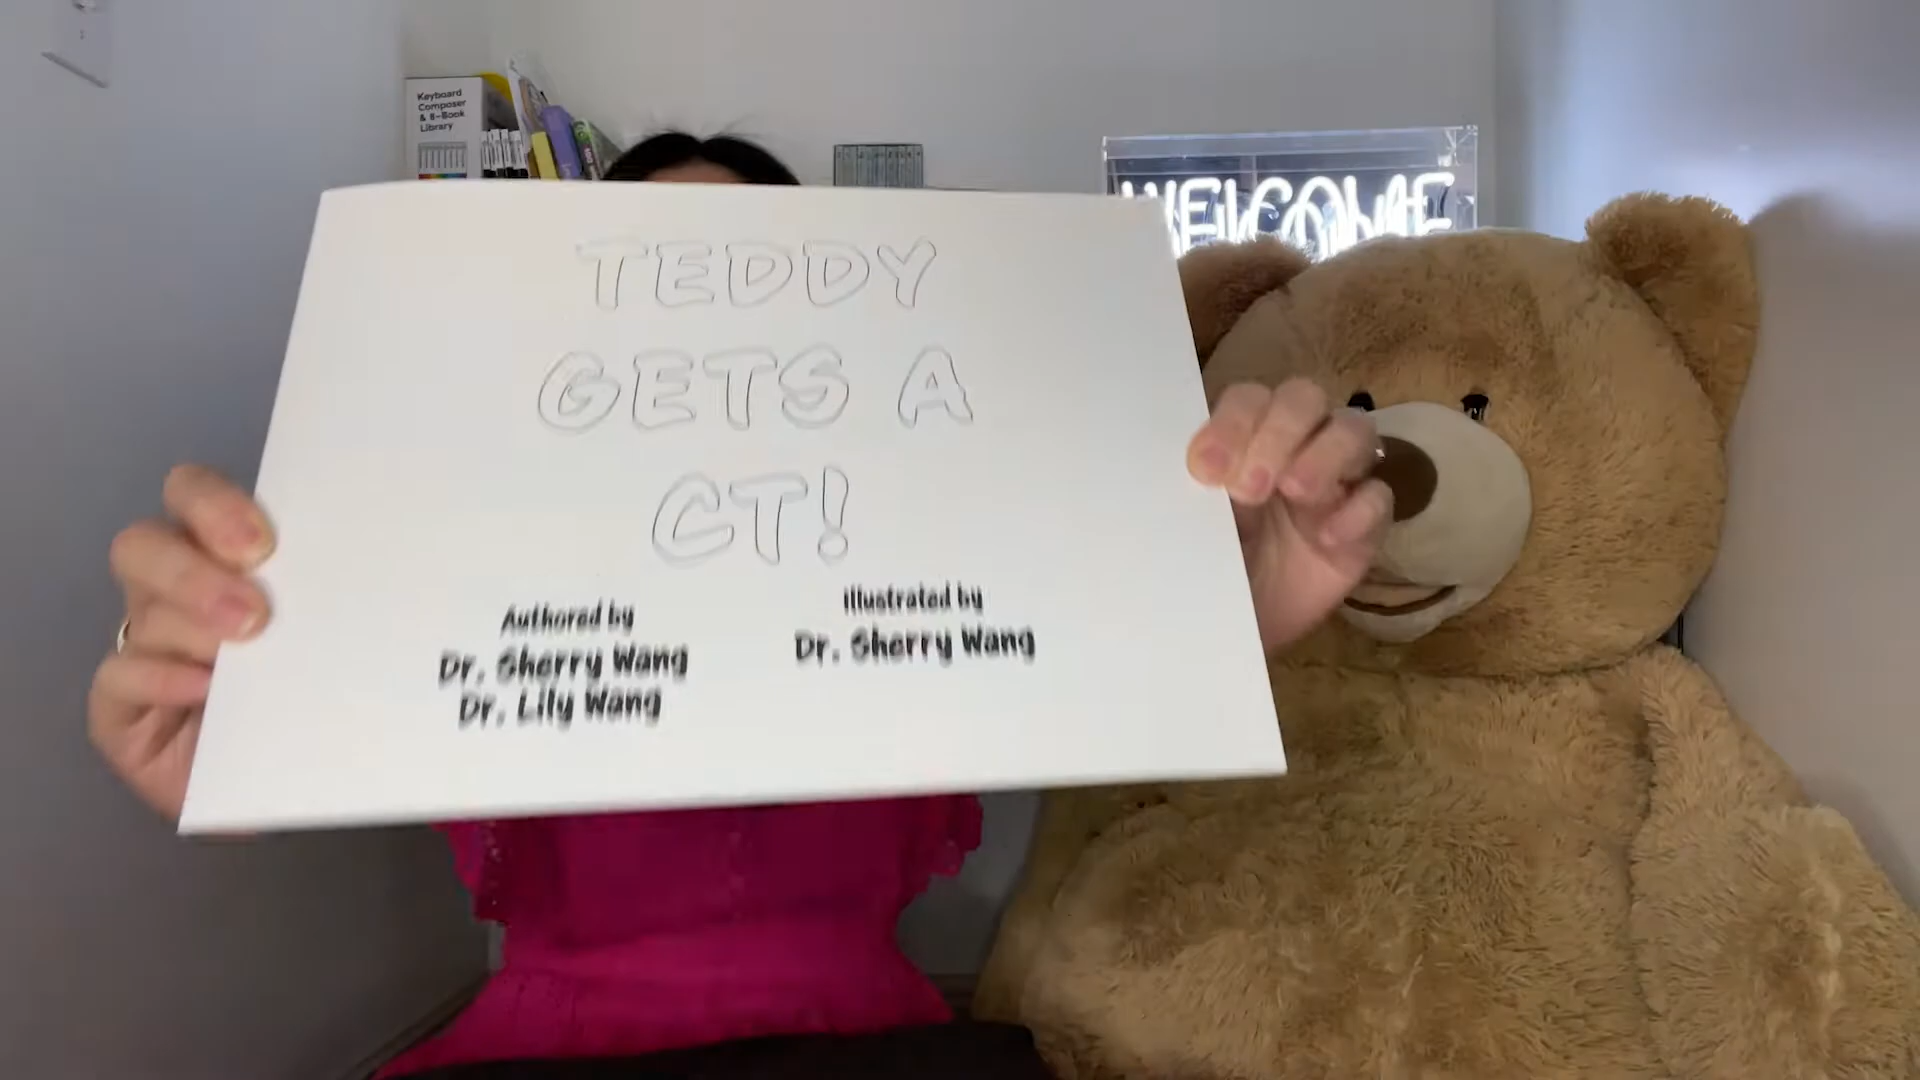 Keyboard
Composer
& 8-Book
Library
WELCOME
TEDDY
GETS A
CT!
Authored by
Dr. Sherry Wang
Dr. Lily Wang
Illustrated by
Dr. Sherry Wang